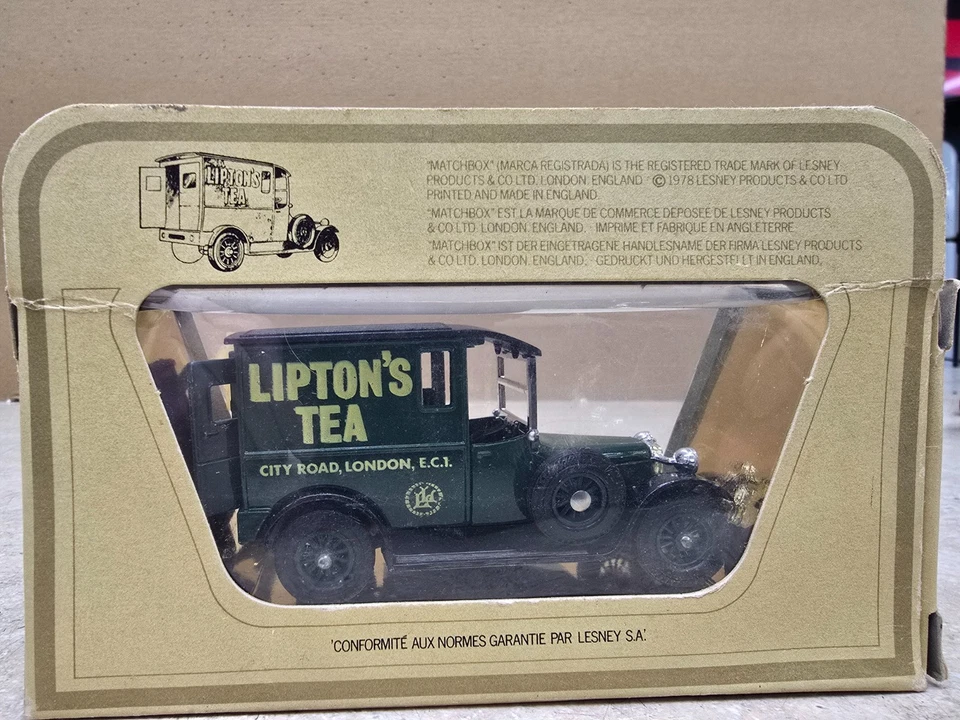 LIPTON'S
TEA
"MATCHBOX" (MARCA REGISTRADA) IS THE REGISTERED TRADE MARK OF LESNEY
PRODUCTS & CO LTD. LONDON. ENGLAND © 1978 LESNEY PRODUCTS & CO LTD
PRINTED AND MADE IN ENGLAND.
"MATCHBOX" EST LA MARQUE DE COMMERCE DEPOSEE DE LESNEY PRODUCTS
& CO LTD. LONDON. ENGLAND. IMPRIME ET FABRIQUE EN ANGLETERRE
"MATCHBOX" IST DER EINGETRAGENE HANDLESNAME DER FIRMA LESNEY PRODUCTS
& CO LTD. LONDON. ENGLAND. GEDRUCKT UND HERGESTELLT IN ENGLAND.
LIPTON'S
TEA
CITY ROAD, LONDON, E.C.1.
'CONFORMITÉ AUX NORMES GARANTIE PAR LESNEY S.A.'